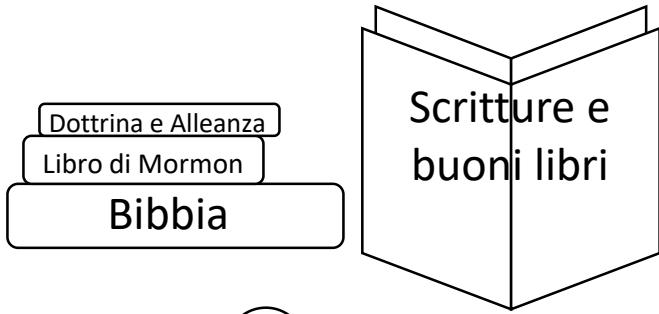 Dottrina e Alleanza
Libro di Mormon
Bibbia
Scritture e
buoni libri